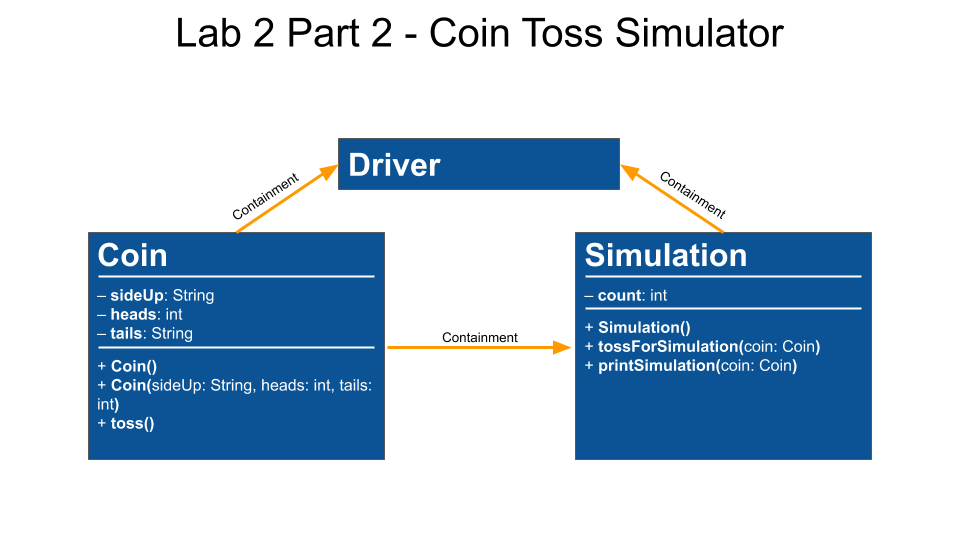 Lab 2 Part 2 - Coin Toss Simulator
Driver
Containment
Containment
Coin
– sideUp: String
– heads: int
– tails: String
+ Coin()
+ Coin(sideUp: String, heads: int, tails:
int)
+ toss()
Containment
Simulation
– count: int
+ Simulation()
+ tossForSimulation(coin: Coin)
+ printSimulation(coin: Coin)